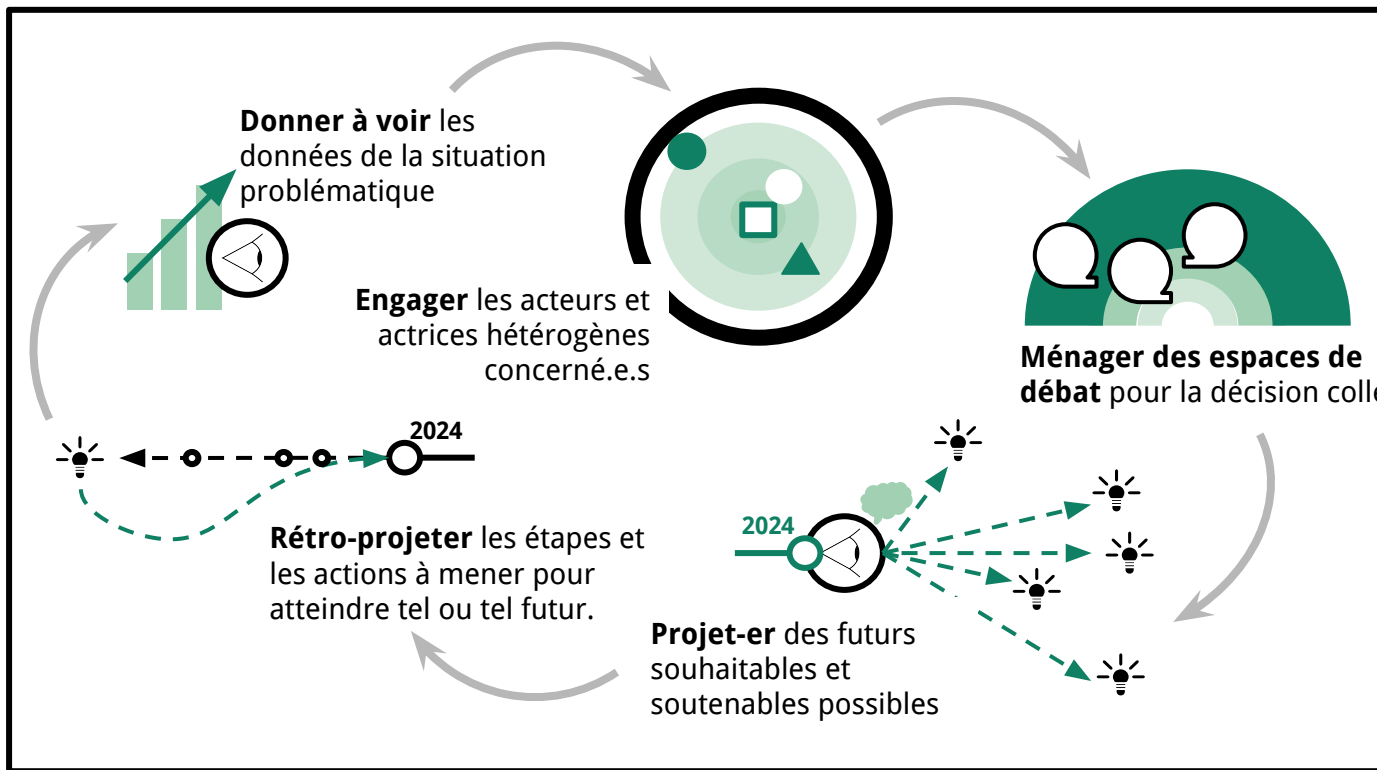 Donner à voir les
données de la situation
problématique
Engager les acteurs et
actrices hétérogènes
concerné.e.s
Ménager des espaces de
débat pour la décision
2024
Projet-er des futurs
souhaitables et
soutenables possibles
2024
Rétro-projeter les étapes et
les actions à mener pour
atteindre tel ou tel futur.